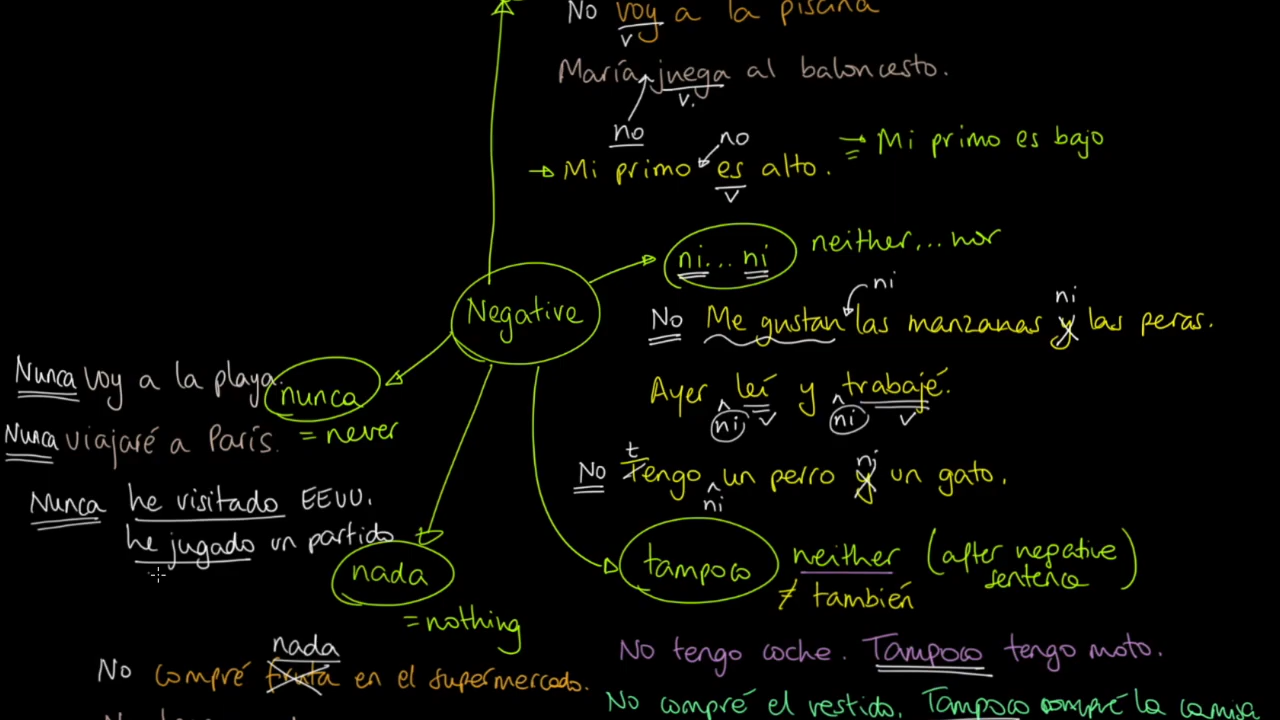 No voy a la piscina
v
María juega al baloncesto.
v.
no
no
Mi primo es alto.
v
Mi primo es bajo
Negative
ni... ni
neither... nor
ni
ni
No Me gustan las manzanas y las peras.
Ayer leí y trabajé.
ni v ni v
t
ni
No Tengo un perro y un gato.
ni
tampoco
neither (after negative sentence)
≠ también
No tengo coche. Tampoco tengo moto.
No compré el vestido. Tampoco compré la camisa
nunca
= never
Nunca voy a la playa.
Nunca viajaré a París.
Nunca he visitado EEUU.
he jugado un partido
nada
= nothing
nada
No compré fruta en el supermercado.